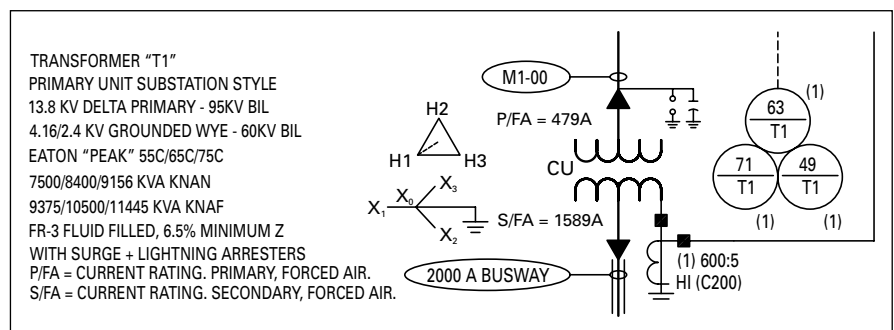 TRANSFORMER “T1”
PRIMARY UNIT SUBSTATION STYLE
13.8 KV DELTA PRIMARY - 95KV BIL
4.16/2.4 KV GROUNDED WYE - 60KV BIL
EATON “PEAK” 55C/65C/75C
7500/8400/9156 KVA KNAN
9375/10500/11445 KVA KNAF
FR-3 FLUID FILLED, 6.5% MINIMUM Z
WITH SURGE + LIGHTNING ARRESTERS
P/FA = CURRENT RATING. PRIMARY, FORCED AIR.
S/FA = CURRENT RATING. SECONDARY, FORCED AIR.
H2
H1
H3
X₃
X₀
X₁
X₂
M1-00
P/FA = 479A
CU
S/FA = 1589A
2000 A BUSWAY
(1) 600:5
HI (C200)
63
T1
(1)
71
T1
(1)
49
T1
(1)